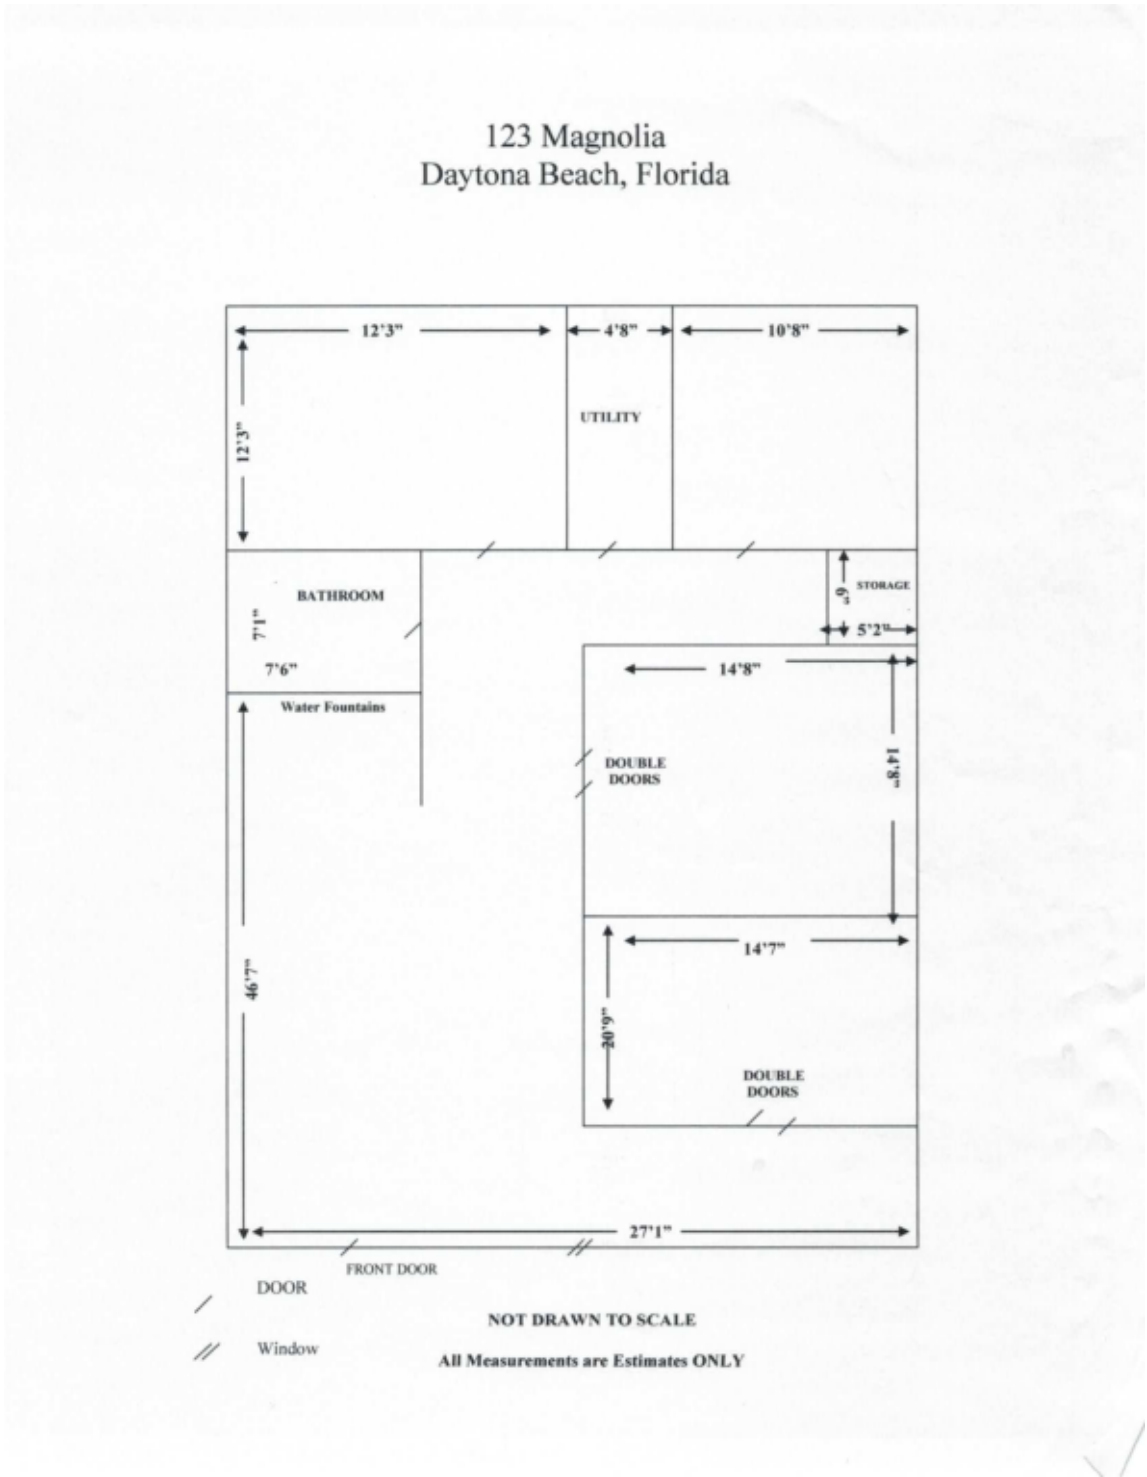 123 Magnolia
Daytona Beach, Florida
12'3"
4'8"
10'8"
12'3"
UTILITY
BATHROOM
7'1"
7'6"
6"
STORAGE
5'2"
Water Fountains
14'8"
14'8"
DOUBLE
DOORS
46'7"
14'7"
20'9"
DOUBLE
DOORS
27'1"
FRONT DOOR
DOOR
Window
NOT DRAWN TO SCALE
All Measurements are Estimates ONLY